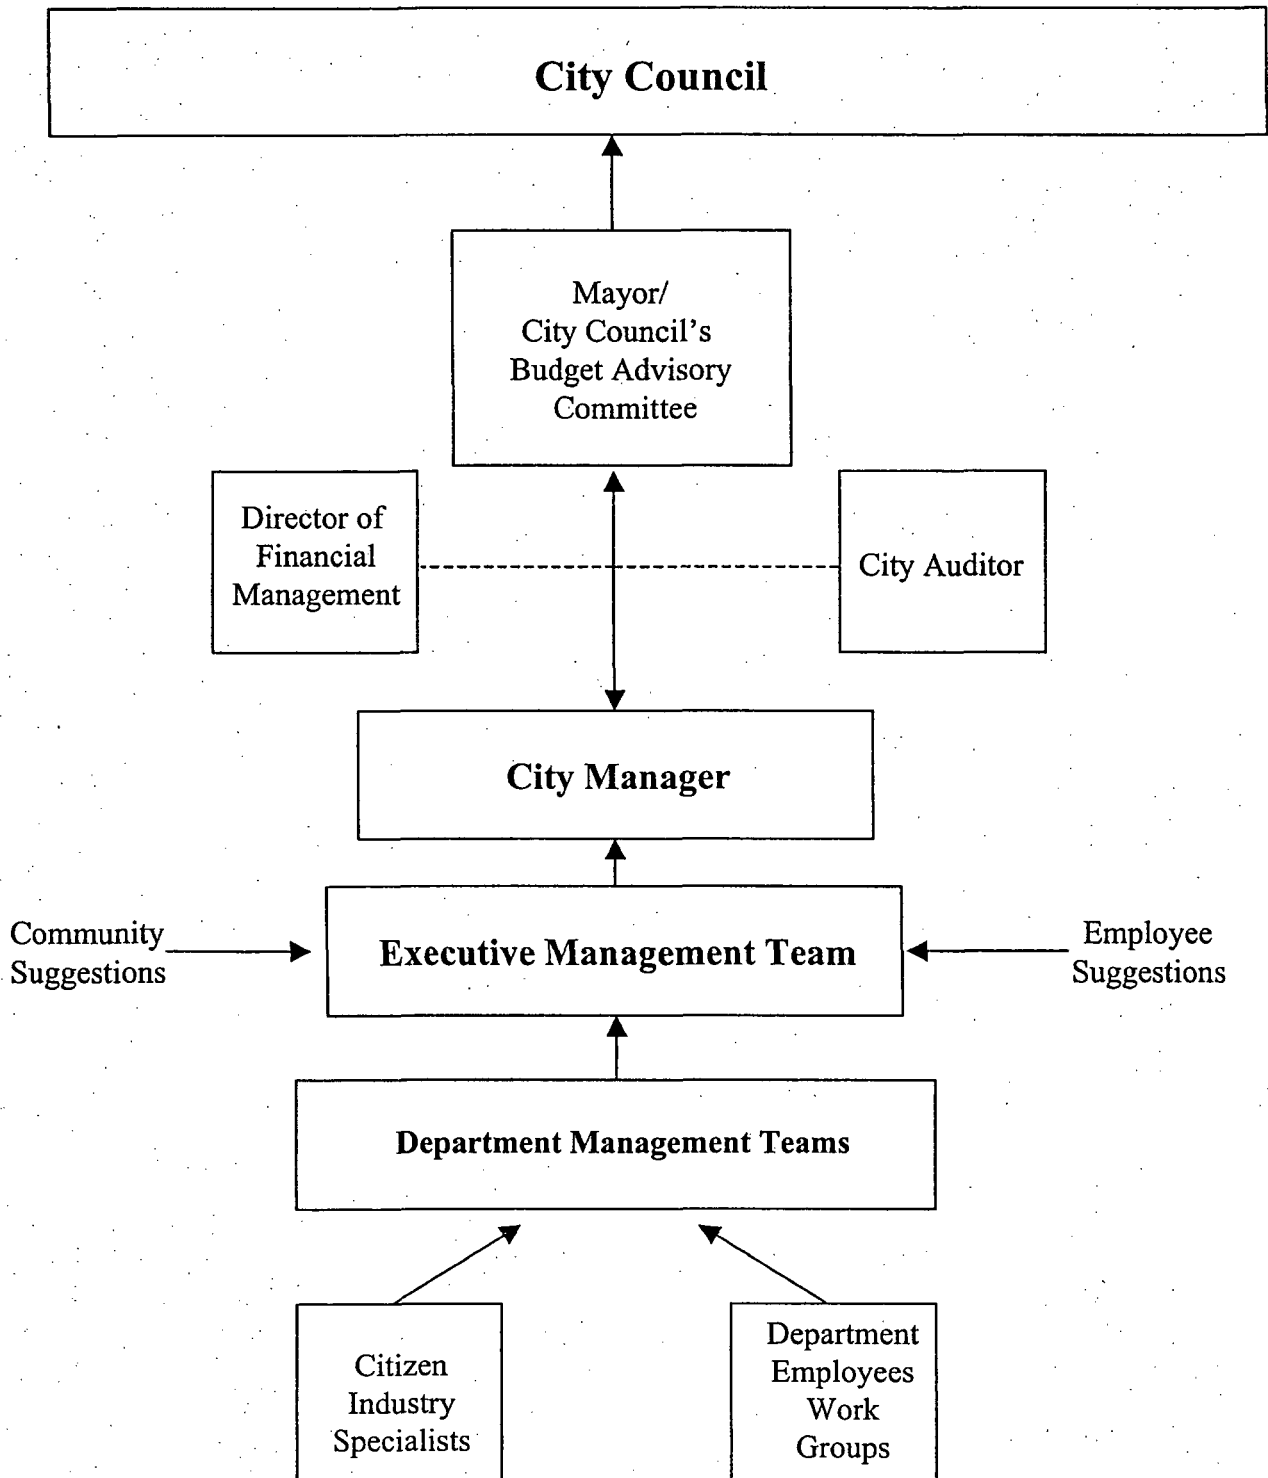 City Council
Mayor/
City Council's
Budget Advisory
Committee
Director of
Financial
Management
City Auditor
City Manager
Community
Suggestions
Executive Management Team
Employee
Suggestions
Department Management Teams
Citizen
Industry
Specialists
Department
Employees
Work
Groups